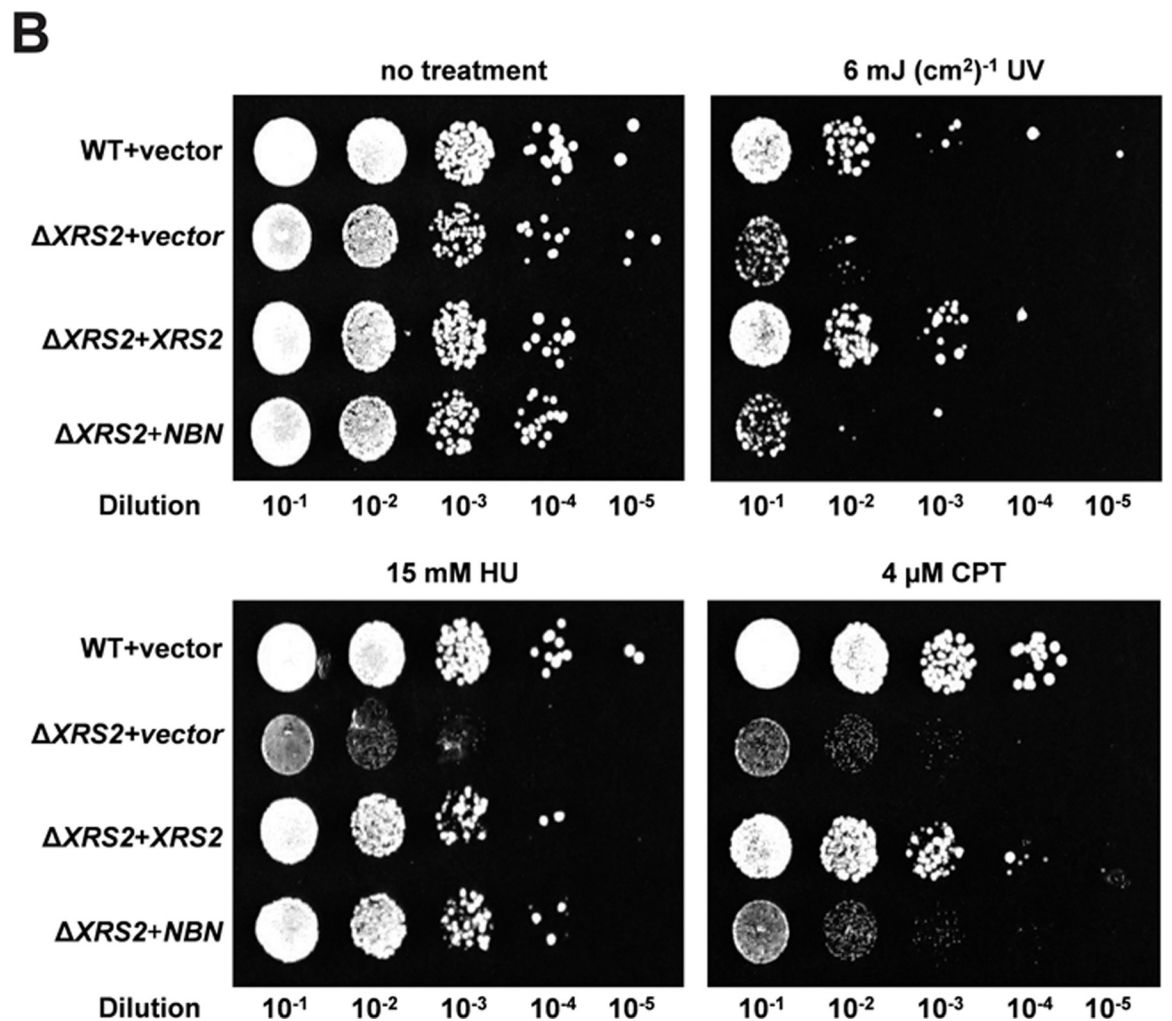 B
no treatment
6 mJ (cm²)⁻¹ UV
WT+vector
ΔXRS2+vector
ΔXRS2+XRS2
ΔXRS2+NBN
Dilution 10⁻¹ 10⁻² 10⁻³ 10⁻⁴ 10⁻⁵ 10⁻¹ 10⁻² 10⁻³ 10⁻⁴ 10⁻⁵
15 mM HU
4 µM CPT
WT+vector
ΔXRS2+vector
ΔXRS2+XRS2
ΔXRS2+NBN
Dilution 10⁻¹ 10⁻² 10⁻³ 10⁻⁴ 10⁻⁵ 10⁻¹ 10⁻² 10⁻³ 10⁻⁴ 10⁻⁵